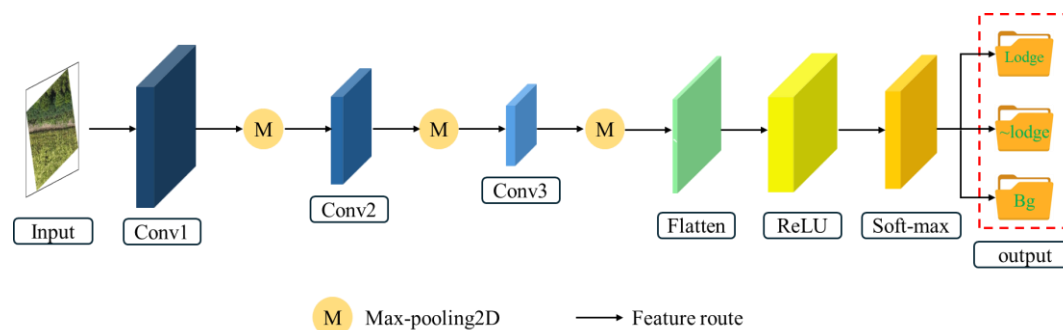 Lodge
~lodge
Bg
M
M
M
Input
Conv1
Conv2
Conv3
Flatten
ReLU
Soft-max
output
M
Max-pooling2D
Feature route